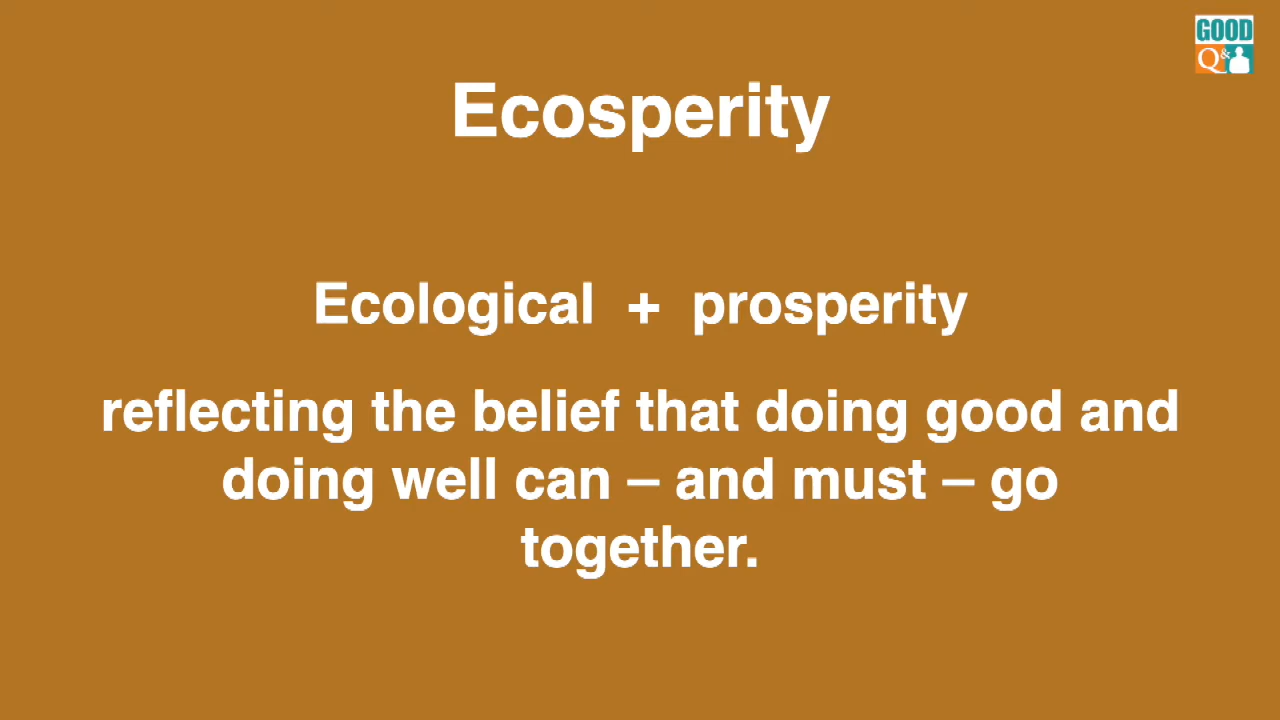 GOOD
Q&
Ecosperity
Ecological + prosperity
reflecting the belief that doing good and
doing well can – and must – go
together.